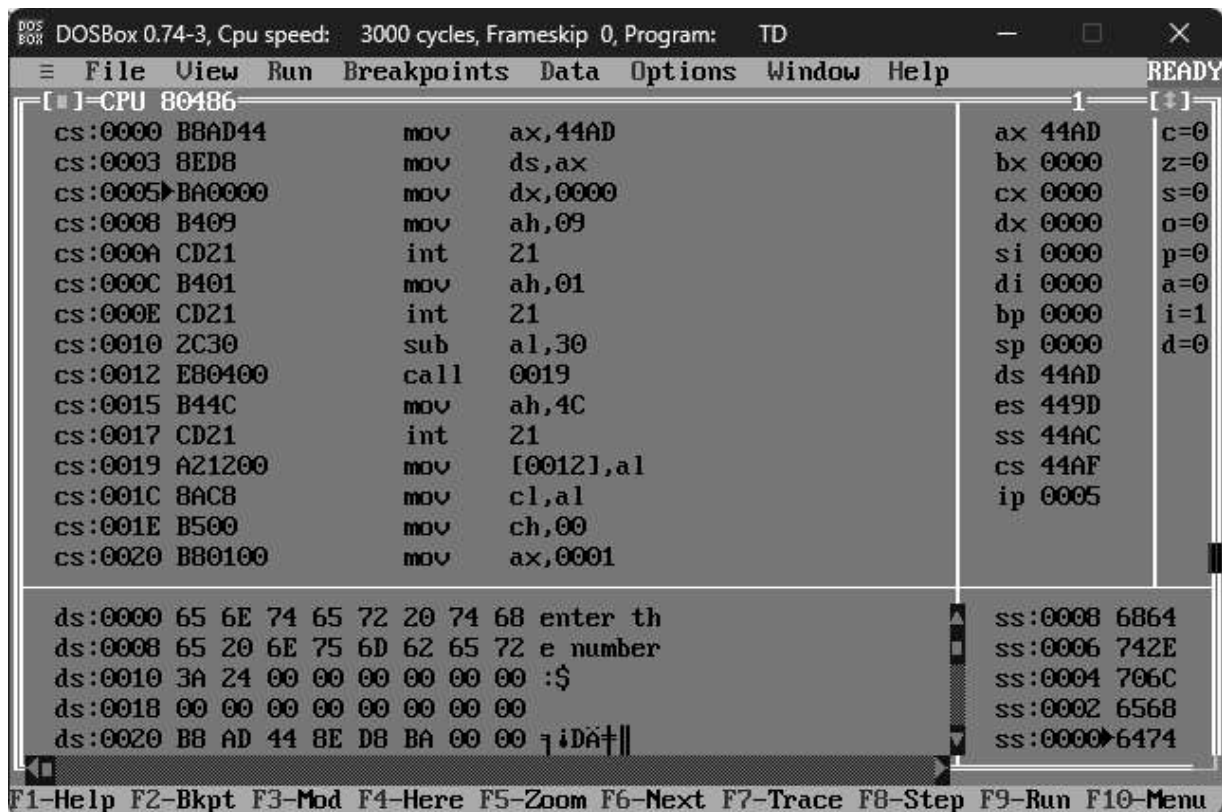 DOSBox 0.74-3, Cpu speed: 3000 cycles, Frameskip 0, Program: TD
≡ File View Run Breakpoints Data Options Window Help READY
[■]=CPU 80486 1 [↕]
cs:0000 B8AD44 mov ax,44AD ax 44AD c=0
cs:0003 8ED8 mov ds,ax bx 0000 z=0
cs:0005►BA0000 mov dx,0000 cx 0000 s=0
cs:0008 B409 mov ah,09 dx 0000 o=0
cs:000A CD21 int 21 si 0000 p=0
cs:000C B401 mov ah,01 di 0000 a=0
cs:000E CD21 int 21 bp 0000 i=1
cs:0010 2C30 sub al,30 sp 0000 d=0
cs:0012 E80400 call 0019 ds 44AD
cs:0015 B44C mov ah,4C es 449D
cs:0017 CD21 int 21 ss 44AC
cs:0019 A21200 mov [0012],al cs 44AF
cs:001C 8AC8 mov cl,al ip 0005
cs:001E B500 mov ch,00
cs:0020 B80100 mov ax,0001
ds:0000 65 6E 74 65 72 20 74 68 enter th ss:0008 6864
ds:0008 65 20 6E 75 6D 62 65 72 e number ss:0006 742E
ds:0010 3A 24 00 00 00 00 00 00 :$ ss:0004 706C
ds:0018 00 00 00 00 00 00 00 00 ss:0002 6568
ds:0020 B8 AD 44 8E D8 BA 00 00 ╕¡DÄ╪║ ss:0000►6474
F1-Help F2-Bkpt F3-Mod F4-Here F5-Zoom F6-Next F7-Trace F8-Step F9-Run F10-Menu